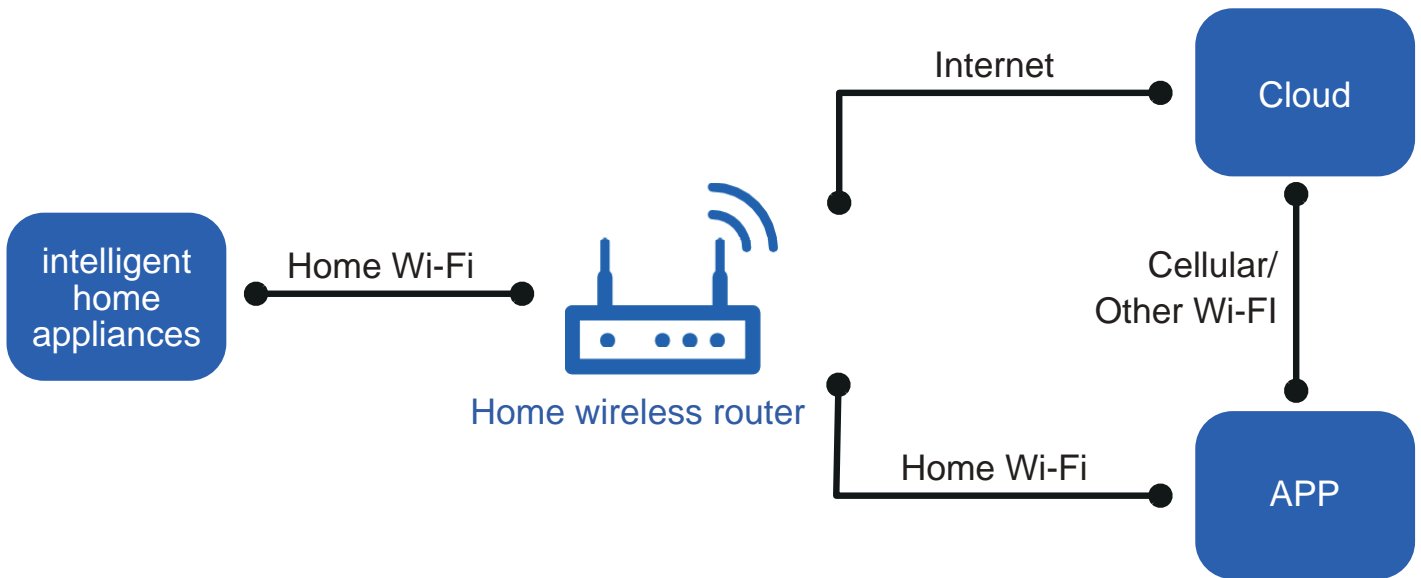 Internet
Cloud
intelligent
home
appliances
Home Wi-Fi
Cellular/
Other Wi-FI
Home wireless router
Home Wi-Fi
APP